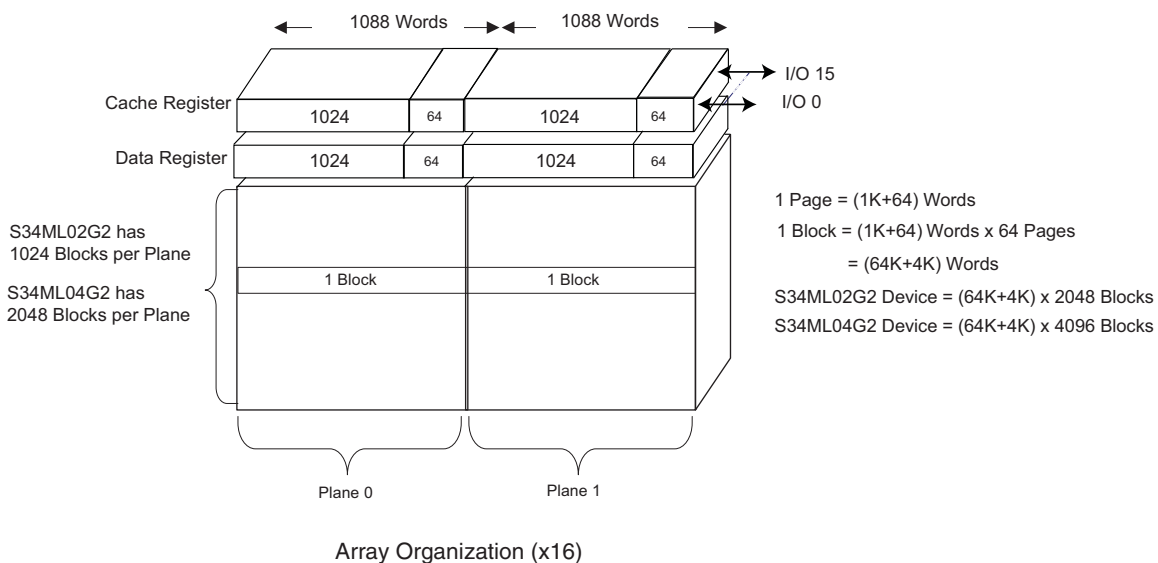 1088 Words
1088 Words
I/O 15
I/O 0
Cache Register
1024
64
1024
64
Data Register
1024
64
1024
64
S34ML02G2 has
1024 Blocks per Plane
S34ML04G2 has
2048 Blocks per Plane
1 Block
1 Block
1 Page = (1K+64) Words
1 Block = (1K+64) Words x 64 Pages
= (64K+4K) Words
S34ML02G2 Device = (64K+4K) x 2048 Blocks
S34ML04G2 Device = (64K+4K) x 4096 Blocks
Plane 0
Plane 1
Array Organization (x16)